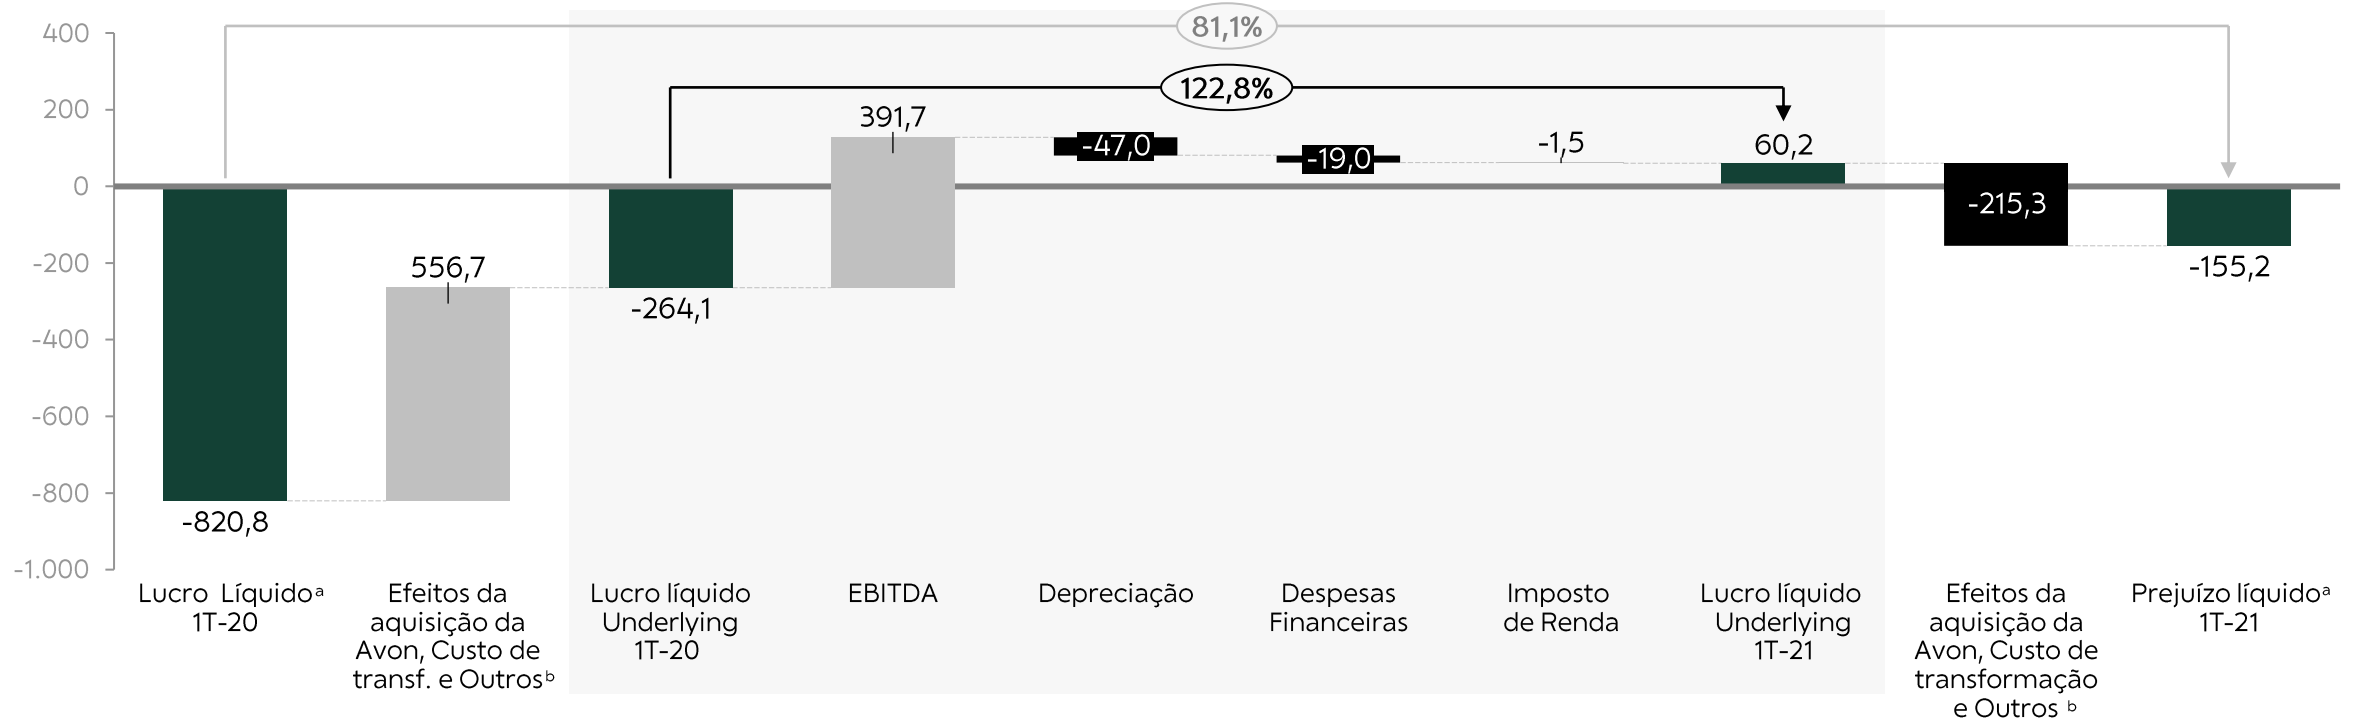 400
200
0
-200
-400
-600
-800
-1.000
81,1%
122,8%
-820,8
556,7
-264,1
391,7
-47,0
-19,0
-1,5
60,2
-215,3
-155,2
Lucro Líquidoᵃ
1T-20
Efeitos da
aquisição da
Avon, Custo de
transf. e Outrosᵇ
Lucro líquido
Underlying
1T-20
EBITDA
Depreciação
Despesas
Financeiras
Imposto
de Renda
Lucro líquido
Underlying
1T-21
Efeitos da
aquisição da
Avon, Custo de
transformação
e Outros ᵇ
Prejuízo líquidoᵃ
1T-21